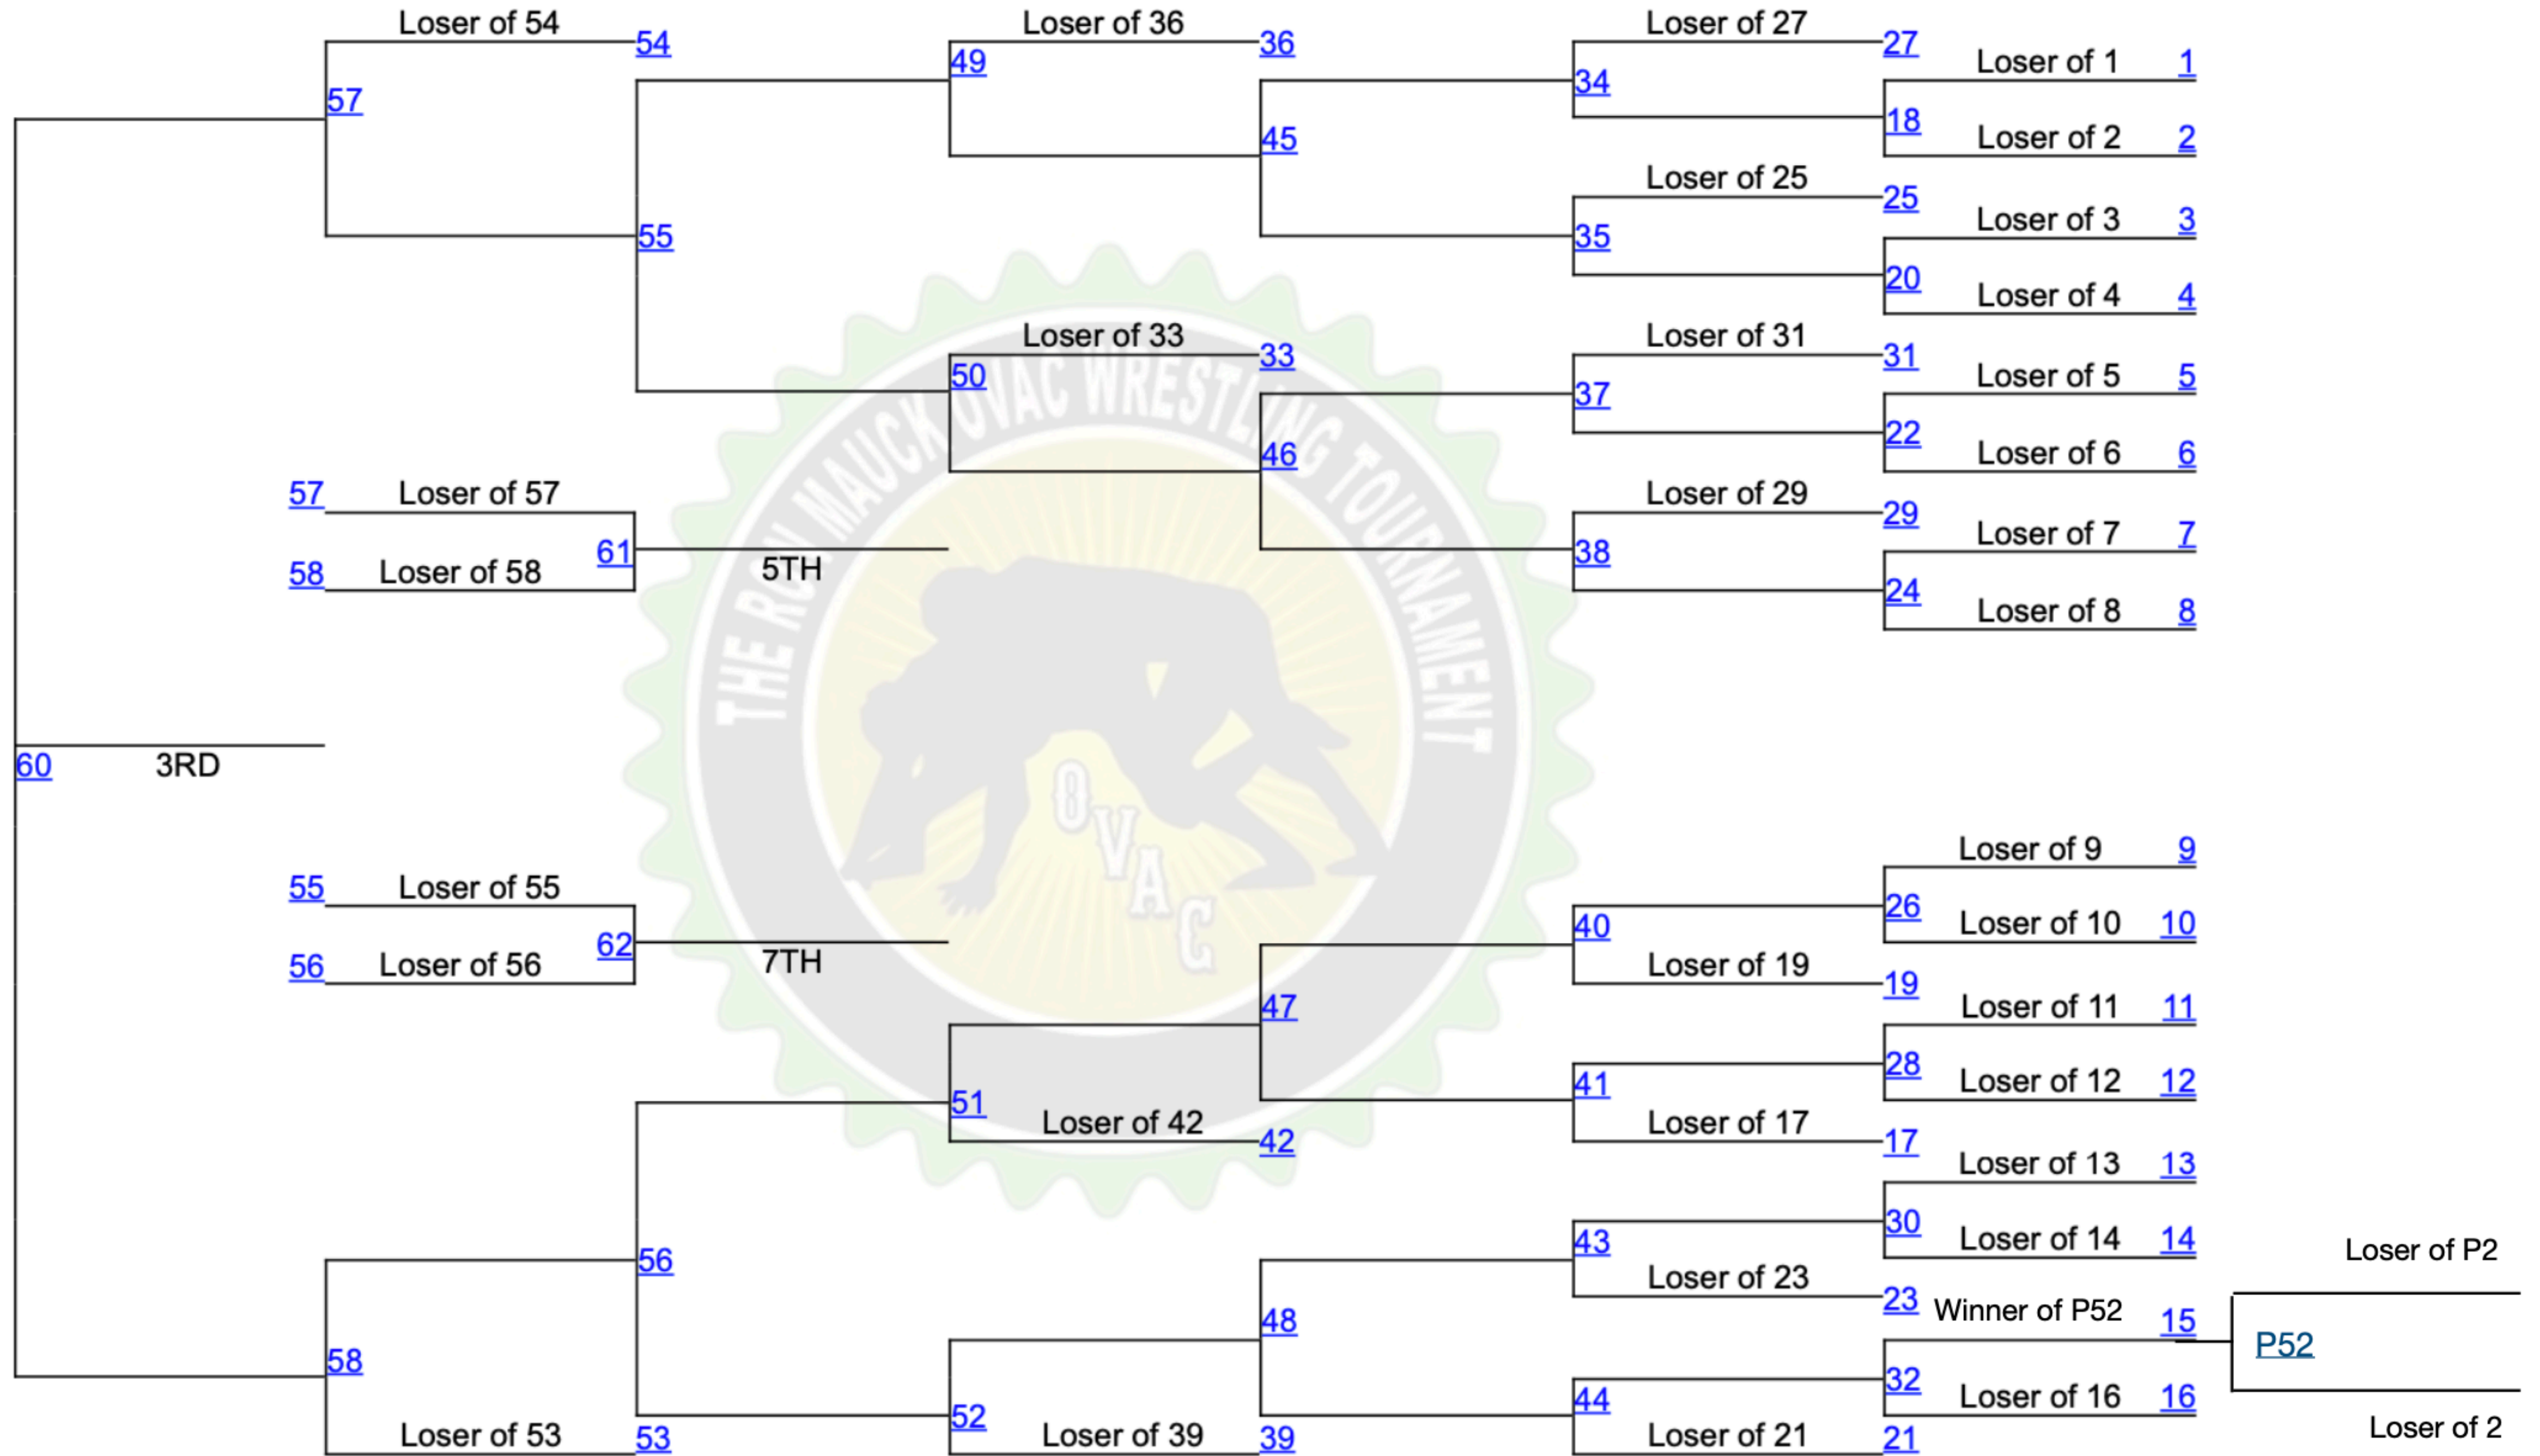 Loser of 54 54 Loser of 36 36 Loser of 27 27
49 Loser of 1 1
57 34
18
45 Loser of 2 2
Loser of 25 25
Loser of 3 3
55 35
20
Loser of 4 4
Loser of 33 33 Loser of 31 31
50 Loser of 5 5
37
22
46 Loser of 6 6
57 Loser of 57 Loser of 29 29
Loser of 7 7
61 5TH 38
58 Loser of 58 24
Loser of 8 8
THE RON MAUCK OVAC WRESTLING TOURNAMENT
OVAC
60 3RD
Loser of 9 9
55 Loser of 55 26
40 Loser of 10 10
62 7TH
56 Loser of 56 Loser of 19 19
47 Loser of 11 11
28
41 Loser of 12 12
51
Loser of 42 42 Loser of 17 17
Loser of 13 13
30
43 Loser of 14 14 Loser of P2
56
Loser of 23 23
48 Winner of P52 15
P52
58 32
44 Loser of 16 16
52
Loser of 53 53 Loser of 39 39 Loser of 21 21 Loser of 2